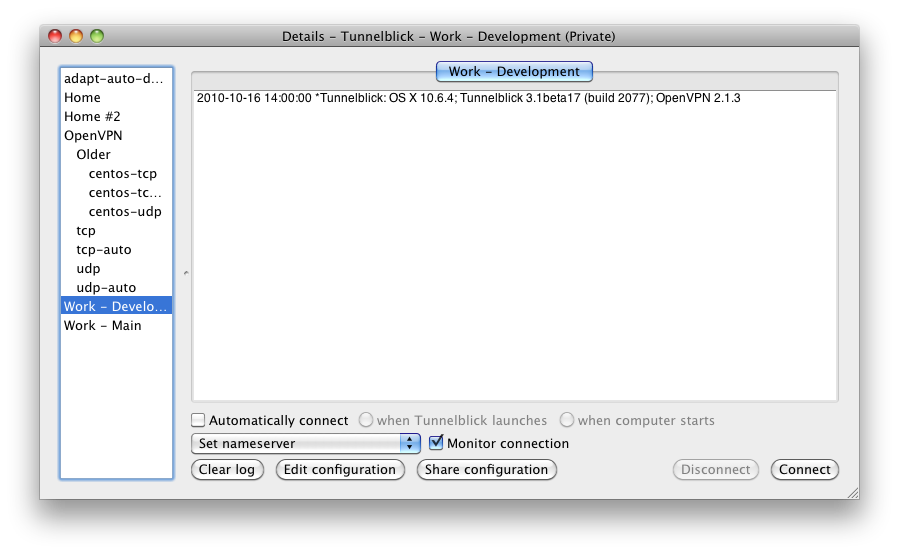 Details - Tunnelblick - Work - Development (Private)
adapt-auto-d...
Home
Home #2
OpenVPN
Older
centos-tcp
centos-tc...
centos-udp
tcp
tcp-auto
udp
udp-auto
Work - Develo...
Work - Main
Work - Development
2010-10-16 14:00:00 *Tunnelblick: OS X 10.6.4; Tunnelblick 3.1beta17 (build 2077); OpenVPN 2.1.3
Automatically connect when Tunnelblick launches when computer starts
Set nameserver Monitor connection
Clear log Edit configuration Share configuration Disconnect Connect